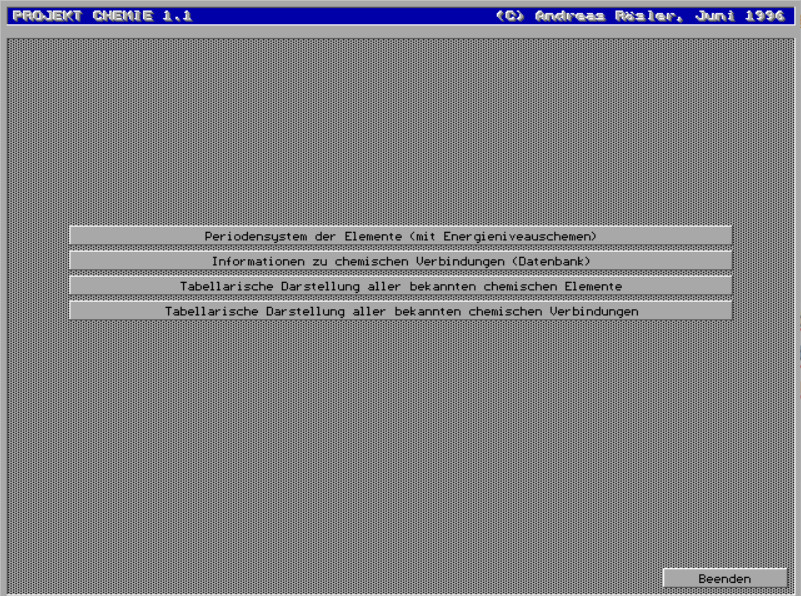 PROJEKT CHEMIE 1.1
(C) Andreas Rösler, Juni 1996
Periodensystem der Elemente (mit Energieniveauschemen)
Informationen zu chemischen Verbindungen (Datenbank)
Tabellarische Darstellung aller bekannten chemischen Elemente
Tabellarische Darstellung aller bekannten chemischen Verbindungen
Beenden